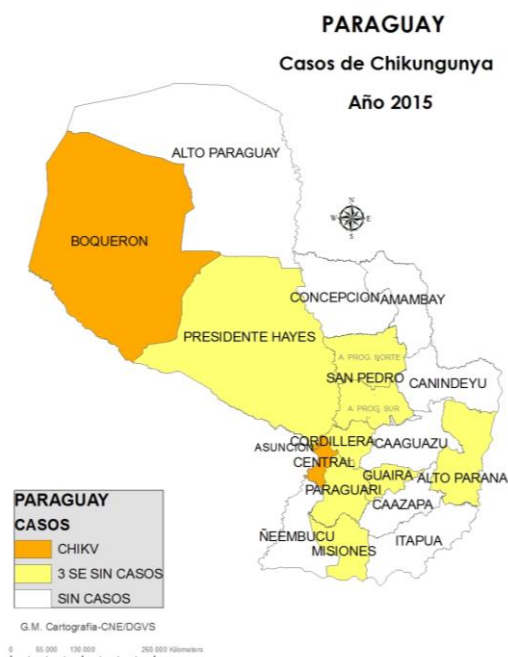 PARAGUAY
Casos de Chikungunya
Año 2015
ALTO PARAGUAY
N
W E
S
BOQUERON
CONCEPCION AMAMBAY
PRESIDENTE HAYES
A. PROG. NORTE
SAN PEDRO
CANINDEYU
A. PROG. SUR
ASUNCION
CORDILLERA
CAAGUAZU
CENTRAL
GUAIRA
ALTO PARANA
PARAGUARI
CAAZAPA
ÑEEMBUCU
MISIONES
ITAPUA
PARAGUAY
CASOS
CHIKV
3 SE SIN CASOS
SIN CASOS
G.M. Cartografía-CNE/DGVS
0 65.000 130.000 260.000 Kilometers